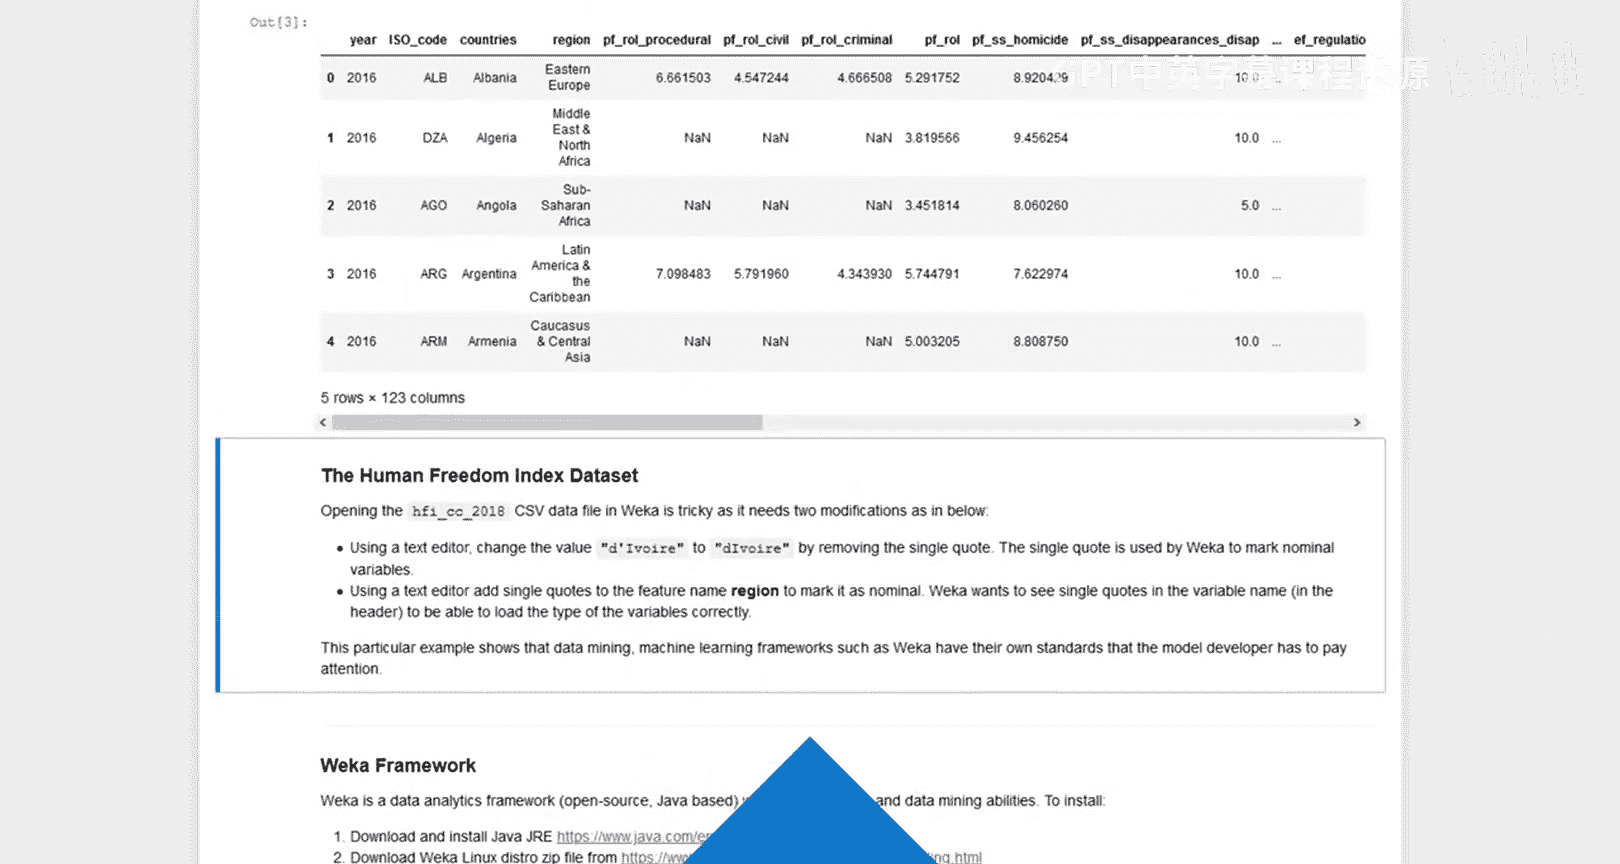 Out[3]:
year ISO_code countries region pf_rol_procedural pf_rol_civil pf_rol_criminal pf_rol pf_ss_homicide pf_ss_disappearances_disap ... ef_regulatio
0 2016 ALB Albania Eastern Europe 6.661503 4.547244 4.666508 5.291752 8.920429 10.0 ...
GPT中英字幕课程资源
1 2016 DZA Algeria Middle East & North Africa NaN NaN NaN 3.819566 9.456254 10.0 ...
2 2016 AGO Angola Sub-Saharan Africa NaN NaN NaN 3.451814 8.060260 5.0 ...
3 2016 ARG Argentina Latin America & the Caribbean 7.098483 5.791960 4.343930 5.744791 7.622974 10.0 ...
4 2016 ARM Armenia Caucasus & Central Asia NaN NaN NaN 5.003205 8.808750 10.0 ...
5 rows × 123 columns
The Human Freedom Index Dataset
Opening the hfi_cc_2018 CSV data file in Weka is tricky as it needs two modifications as in below:
• Using a text editor, change the value "d'Ivoire" to "dIvoire" by removing the single quote. The single quote is used by Weka to mark nominal
variables.
• Using a text editor add single quotes to the feature name region to mark it as nominal. Weka wants to see single quotes in the variable name (in the
header) to be able to load the type of the variables correctly.
This particular example shows that data mining, machine learning frameworks such as Weka have their own standards that the model developer has to pay
attention.
Weka Framework
Weka is a data analytics framework (open-source, Java based) and data mining abilities. To install:
1. Download and install Java JRE https://www.java.com/e
2. Download Weka Linux distro zip file from https://ww ing.html